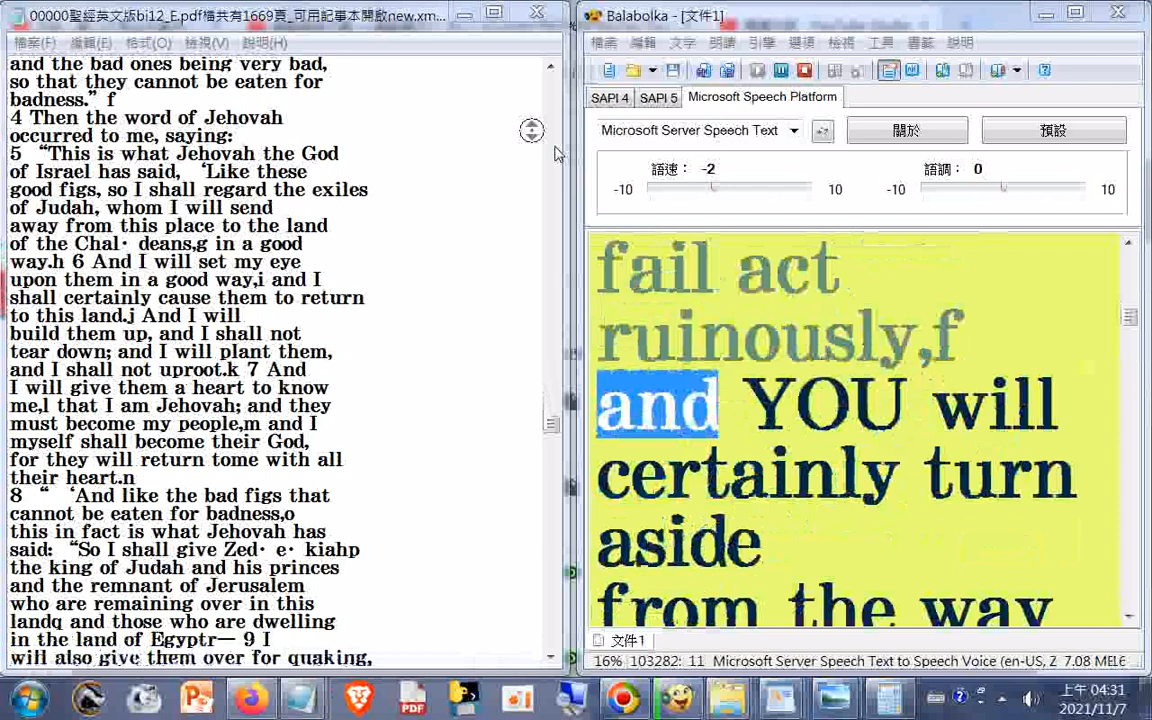 00000聖經英文版bi12_E.pdf檔共有1669頁_可用記事本開啟new.xm...
檔案(F) 編輯(E) 格式(O) 檢視(V) 說明(H)
and the bad ones being very bad,
so that they cannot be eaten for
badness.” f
4 Then the word of Jehovah
occurred to me, saying:
5 “This is what Jehovah the God
of Israel has said, ‘Like these
good figs, so I shall regard the exiles
of Judah, whom I will send
away from this place to the land
of the Chal· deans,g in a good
way.h 6 And I will set my eye
upon them in a good way,i and I
shall certainly cause them to return
to this land.j And I will
build them up, and I shall not
tear down; and I will plant them,
and I shall not uproot.k 7 And
I will give them a heart to know
me,l that I am Jehovah; and they
must become my people,m and I
myself shall become their God,
for they will return tome with all
their heart.n
8 “ ‘And like the bad figs that
cannot be eaten for badness,o
this in fact is what Jehovah has
said: “So I shall give Zed· e· kiahp
the king of Judah and his princes
and the remnant of Jerusalem
who are remaining over in this
landq and those who are dwelling
in the land of Egyptr— 9 I
will also give them over for quaking,
Balabolka - [文件1]
檔案 編輯 文字 朗讀 引擎 選項 檢視 工具 書籤 說明
SAPI 4 SAPI 5 Microsoft Speech Platform
Microsoft Server Speech Text 關於 預設
語速： -2 語調： 0
-10 10 -10 10
fail act
ruinously,f
and YOU will
certainly turn
aside
from the way
文件1
16% 103282: 11 Microsoft Server Speech Text to Speech Voice (en-US, Z 7.08 ME
PDF
上午 04:31
2021/11/7